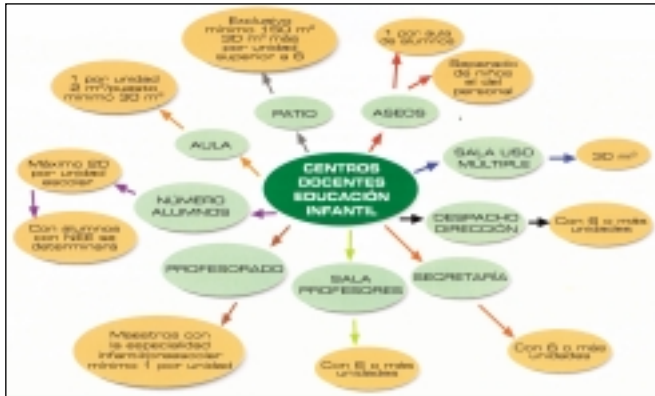 Exclusivo
mínimo 150 m²
30 m² más
por unidad
superior a 6
1 por aula
de alumnos
Separado
de niños
el del
personal
1 por unidad
2 m²/puesto
mínimo 30 m²
PATIO
ASEOS
AULA
SALA USO
MÚLTIPLE
30 m²
Máximo 20
por unidad
escolar
CENTROS
DOCENTES
EDUCACIÓN
INFANTIL
NÚMERO
ALUMNOS
DESPACHO
DIRECCIÓN
Con 6 o más
unidades
Con alumnos
con NEE se
determinará
PROFESORADO
SALA
PROFESORES
SECRETARÍA
Maestros con
la especialidad
mínimo 1 por unidad
Con 6 o más
unidades
Con 6 o más
unidades